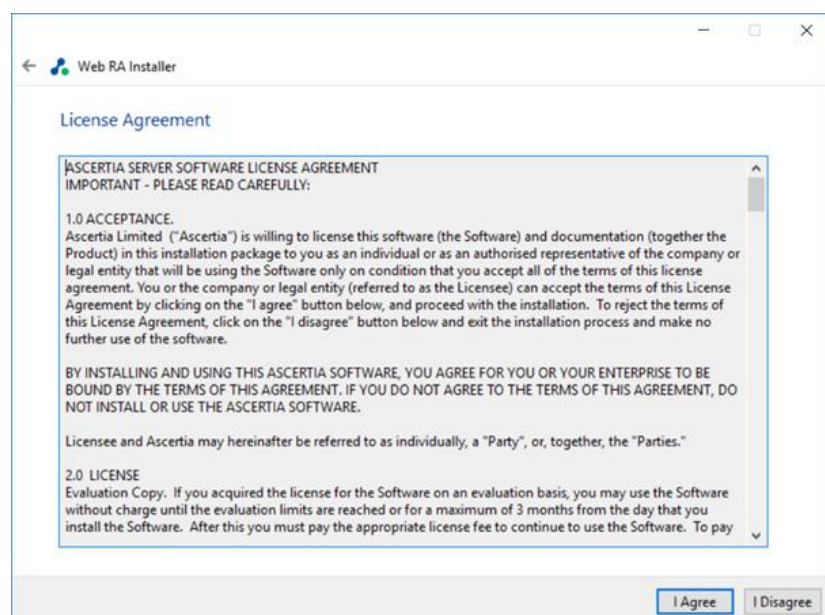 Web RA Installer
License Agreement
ASCERTIA SERVER SOFTWARE LICENSE AGREEMENT
IMPORTANT - PLEASE READ CAREFULLY:
1.0 ACCEPTANCE.
Ascertia Limited  ("Ascertia") is willing to license this software (the Software) and documentation (together the
Product) in this installation package to you as an individual or as an authorised representative of the company or
legal entity that will be using the Software only on condition that you accept all of the terms of this license
agreement. You or the company or legal entity (referred to as the Licensee) can accept the terms of this License
Agreement by clicking on the "I agree" button below, and proceed with the installation.  To reject the terms of
this License Agreement, click on the "I disagree" button below and exit the installation process and make no
further use of the software.
BY INSTALLING AND USING THIS ASCERTIA SOFTWARE, YOU AGREE FOR YOU OR YOUR ENTERPRISE TO BE
BOUND BY THE TERMS OF THIS AGREEMENT. IF YOU DO NOT AGREE TO THE TERMS OF THIS AGREEMENT, DO
NOT INSTALL OR USE THE ASCERTIA SOFTWARE.
Licensee and Ascertia may hereinafter be referred to as individually, a "Party", or, together, the "Parties."
2.0  LICENSE
Evaluation Copy.  If you acquired the license for the Software on an evaluation basis, you may use the Software
without charge until the evaluation limits are reached or for a maximum of 3 months from the day that you
install the Software.  After this you must pay the appropriate license fee to continue to use the Software.  To pay
I Agree
I Disagree